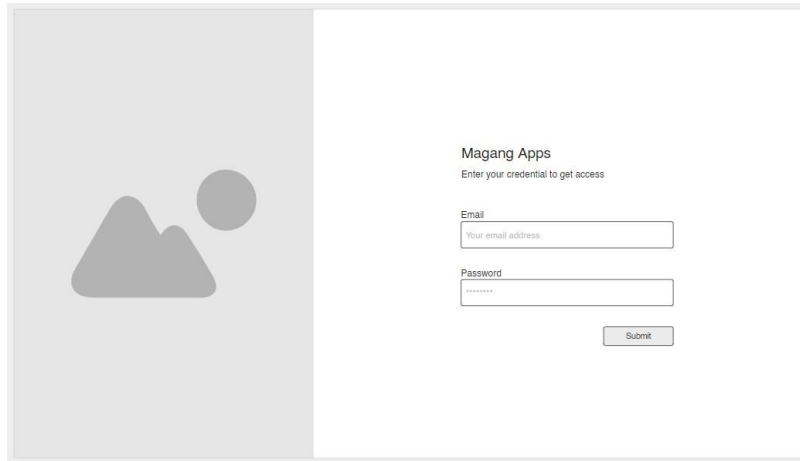 Magang Apps
Enter your credential to get access
Email
Your email address
Password
********
Submit